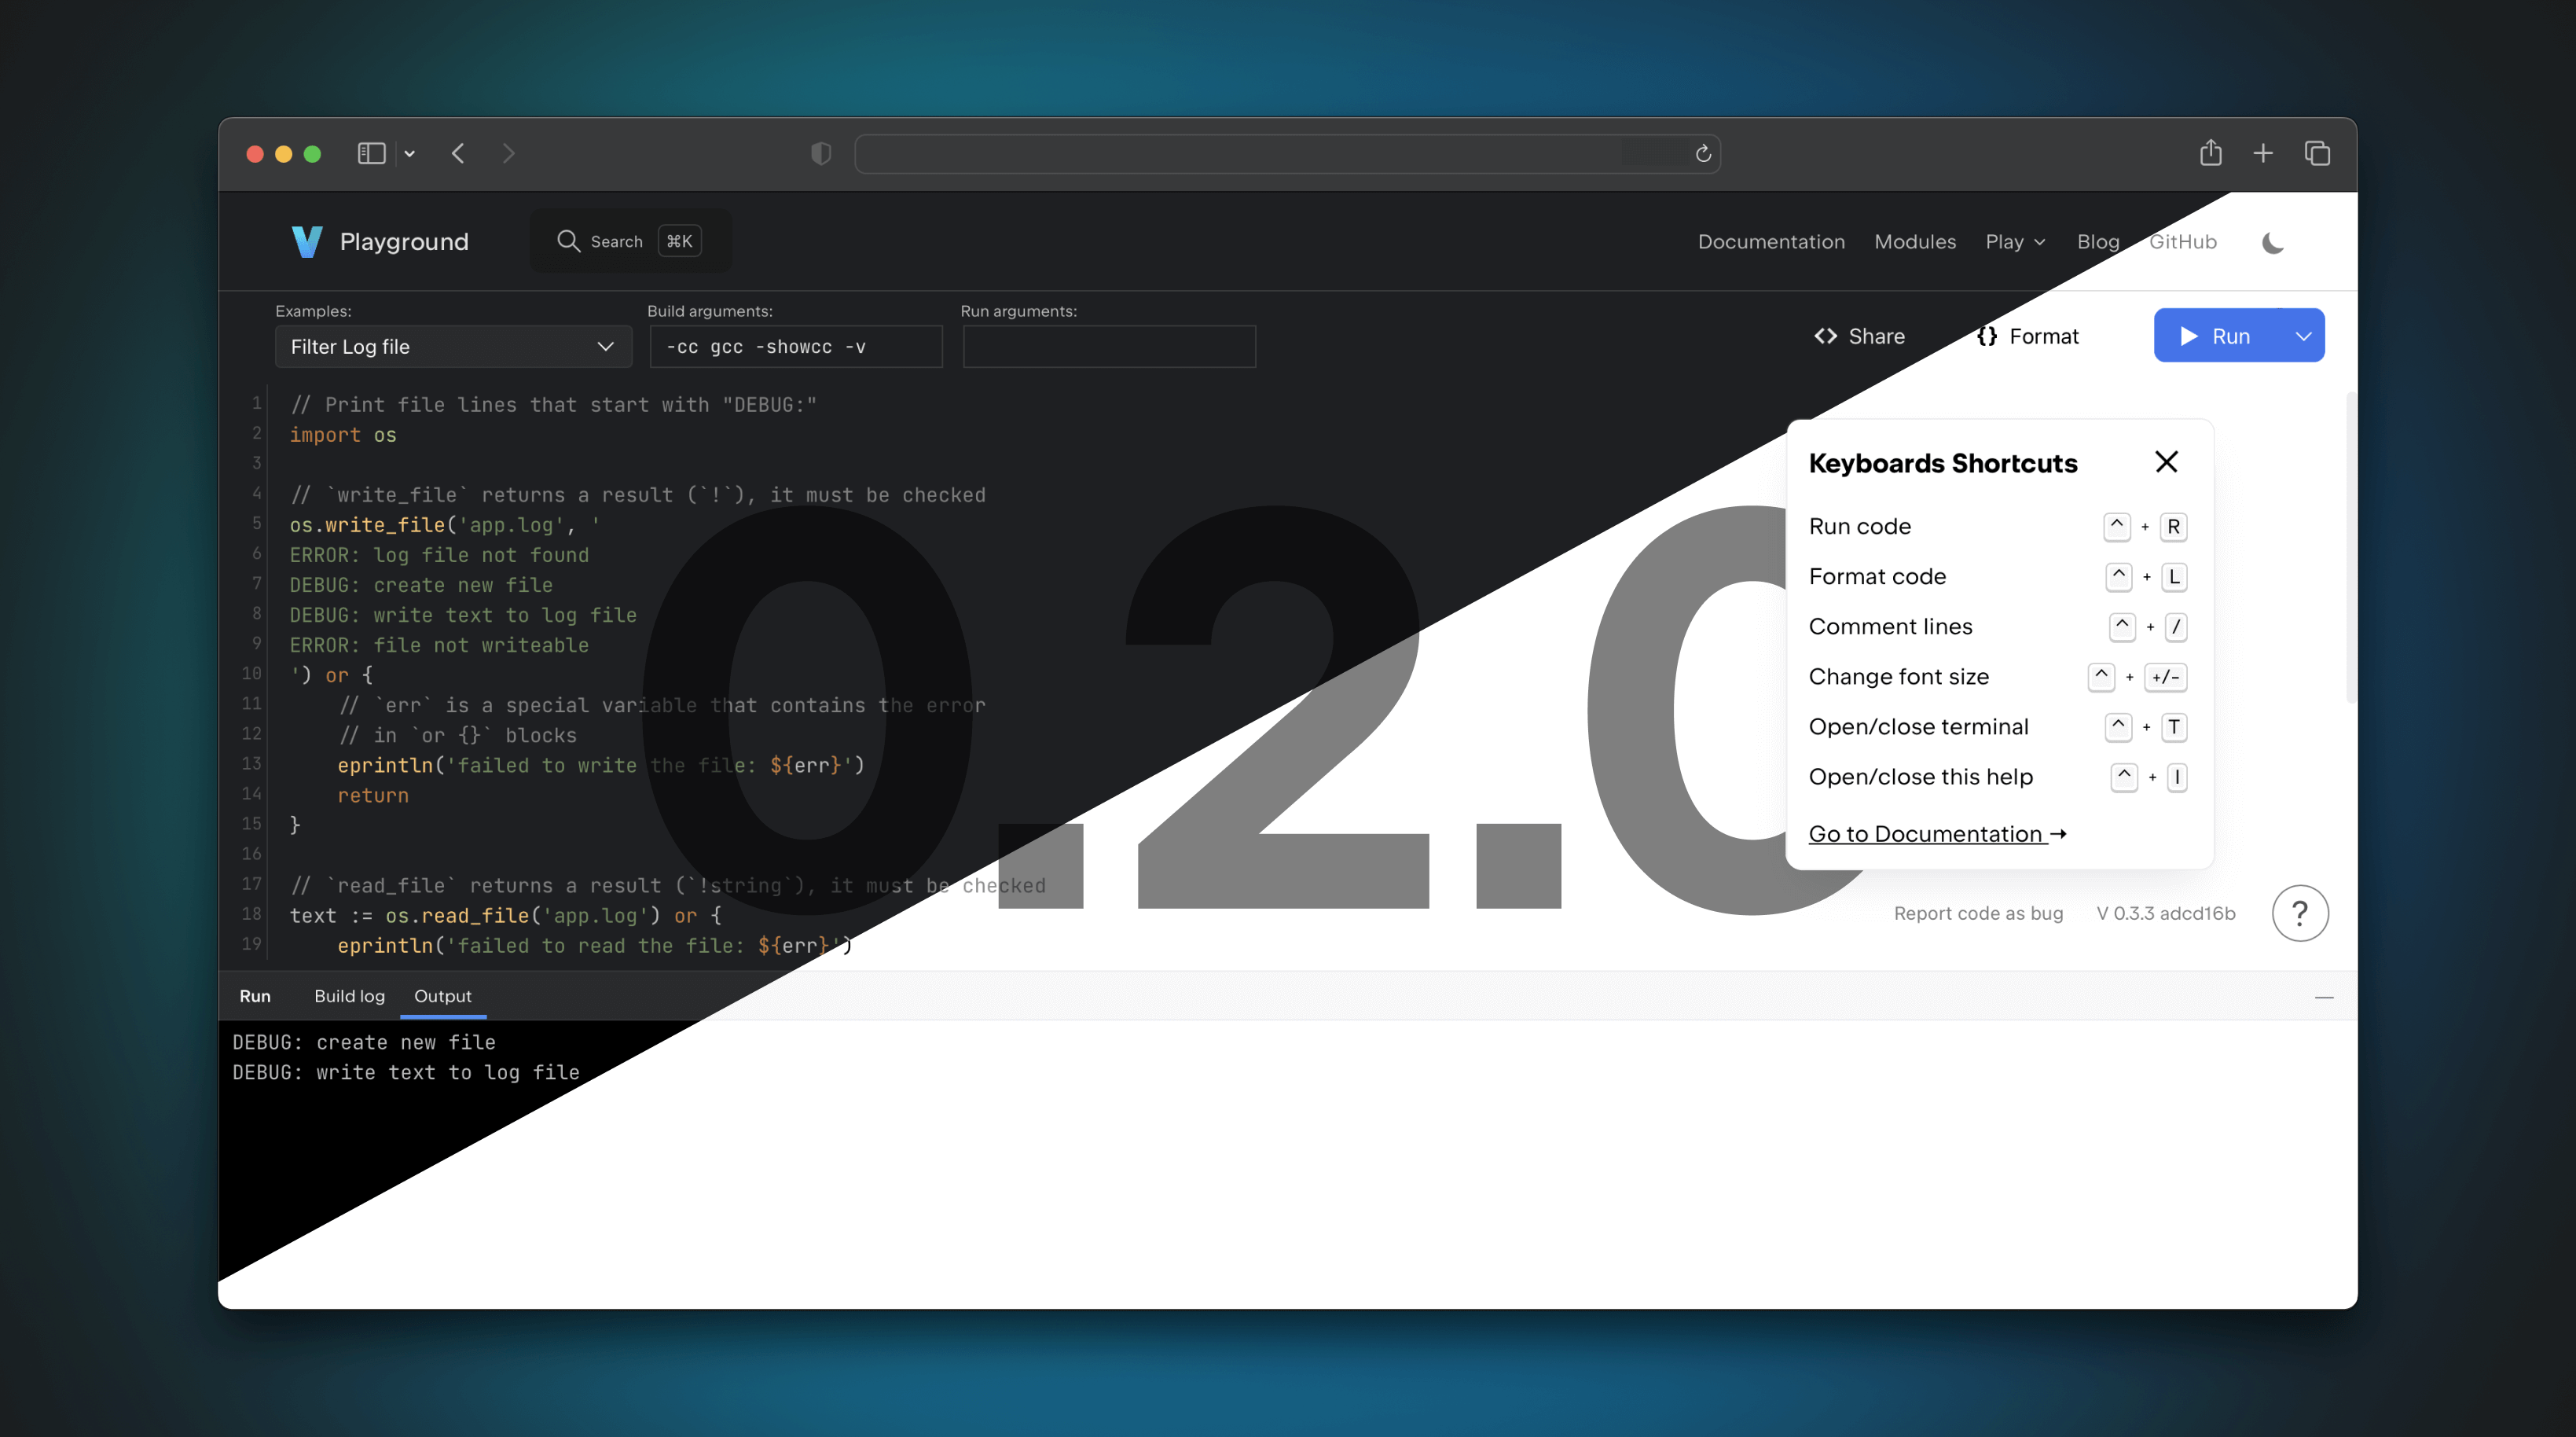 Playground
Search ⌘K
Documentation Modules Play Blog GitHub
Examples: Build arguments: Run arguments:
Filter Log file
-cc gcc -showcc -v
Share {} Format Run
1 // Print file lines that start with "DEBUG:"
2 import os
3
4 // `write_file` returns a result (`!`), it must be checked
5 os.write_file('app.log', '
6 ERROR: log file not found
7 DEBUG: create new file
8 DEBUG: write text to log file
9 ERROR: file not writeable
10 ') or {
11 // `err` is a special variable that contains the error
12 // in `or {}` blocks
13 eprintln('failed to write the file: ${err}')
14 return
15 }
16
17 // `read_file` returns a result (`!string`), it must be checked
18 text := os.read_file('app.log') or {
19 eprintln('failed to read the file: ${err}')
0.2.0
Keyboards Shortcuts
Run code ^ + R
Format code ^ + L
Comment lines ^ + /
Change font size ^ + +/-
Open/close terminal ^ + T
Open/close this help ^ + I
Go to Documentation →
Report code as bug V 0.3.3 adcd16b ?
Run Build log Output
DEBUG: create new file
DEBUG: write text to log file